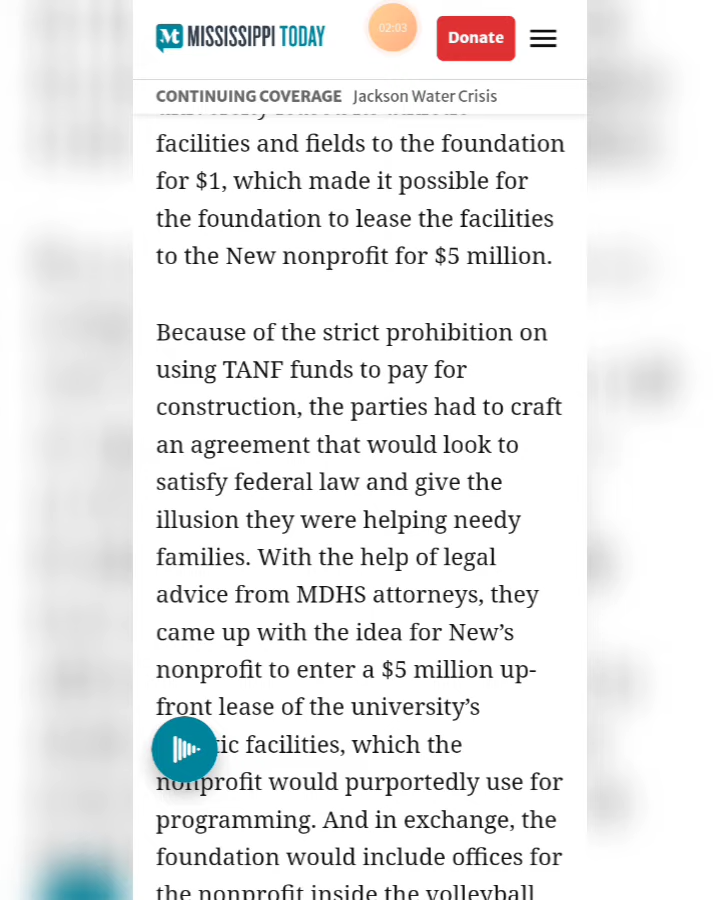 MISSISSIPPI TODAY
02:03
Donate
CONTINUING COVERAGE Jackson Water Crisis
facilities and fields to the foundation
for $1, which made it possible for
the foundation to lease the facilities
to the New nonprofit for $5 million.
Because of the strict prohibition on
using TANF funds to pay for
construction, the parties had to craft
an agreement that would look to
satisfy federal law and give the
illusion they were helping needy
families. With the help of legal
advice from MDHS attorneys, they
came up with the idea for New’s
nonprofit to enter a $5 million up-
front lease of the university’s
facilities, which the
nonprofit would purportedly use for
programming. And in exchange, the
foundation would include offices for
the nonprofit inside the volleyball